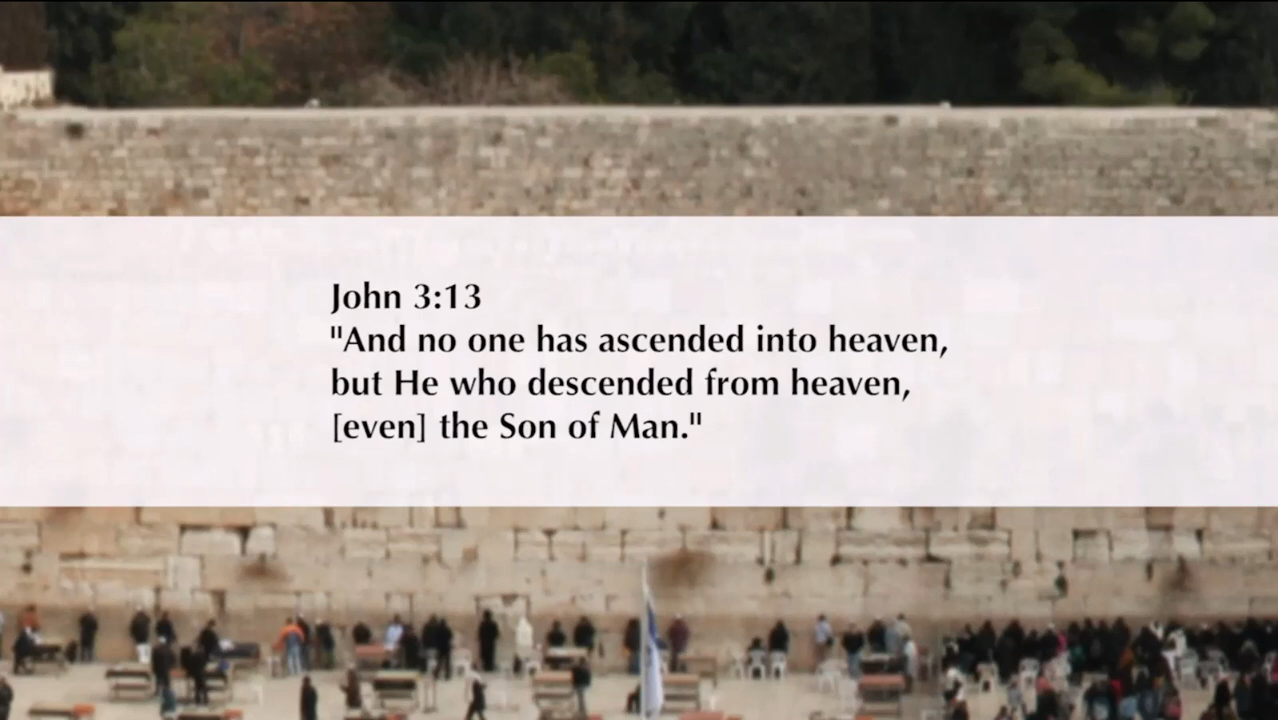 John 3:13
"And no one has ascended into heaven,
but He who descended from heaven,
[even] the Son of Man."